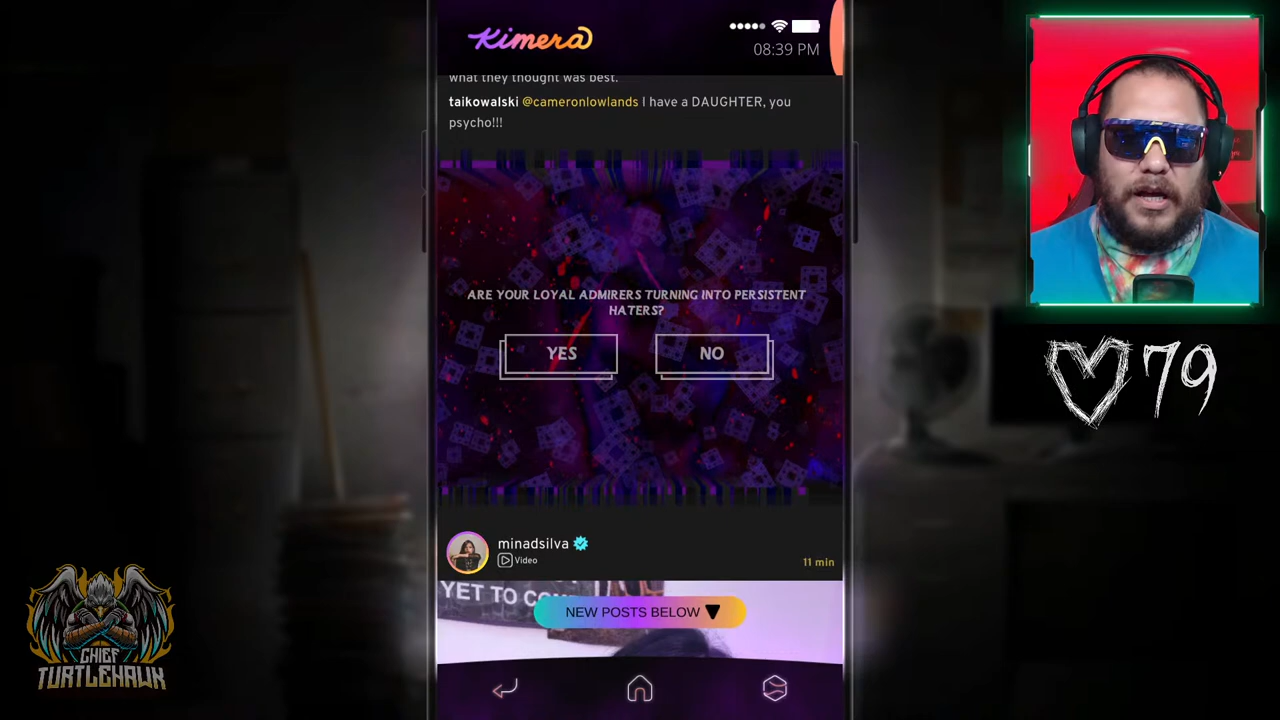 Kimera
08:39 PM
what they thought was best.
taikowalski @cameronlowlands I have a DAUGHTER, you
psycho!!!
ARE YOUR LOYAL ADMIRERS TURNING INTO PERSISTENT
HATERS?
YES
NO
minadsilva
Video
11 min
YET TO CO
NEW POSTS BELOW
79
CHIEF
TURTLEHAWK